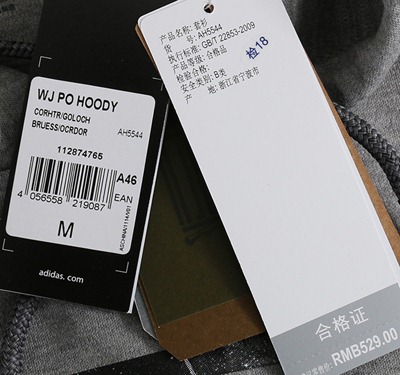 WJ PO HOODY
CORHTR/GOLOCH
BRUESS/OCRDOR
AH5544
112874765
A46
4 056558 219087
EAN
M
adidas.com
产品名称: 套衫
货 号: AH5544
执行标准: GB/T 22853-2009
产品等级: 合格品
检验合格: 检18
安全类别: B类
产 地: 浙江省宁波市
合格证
RMB529.00